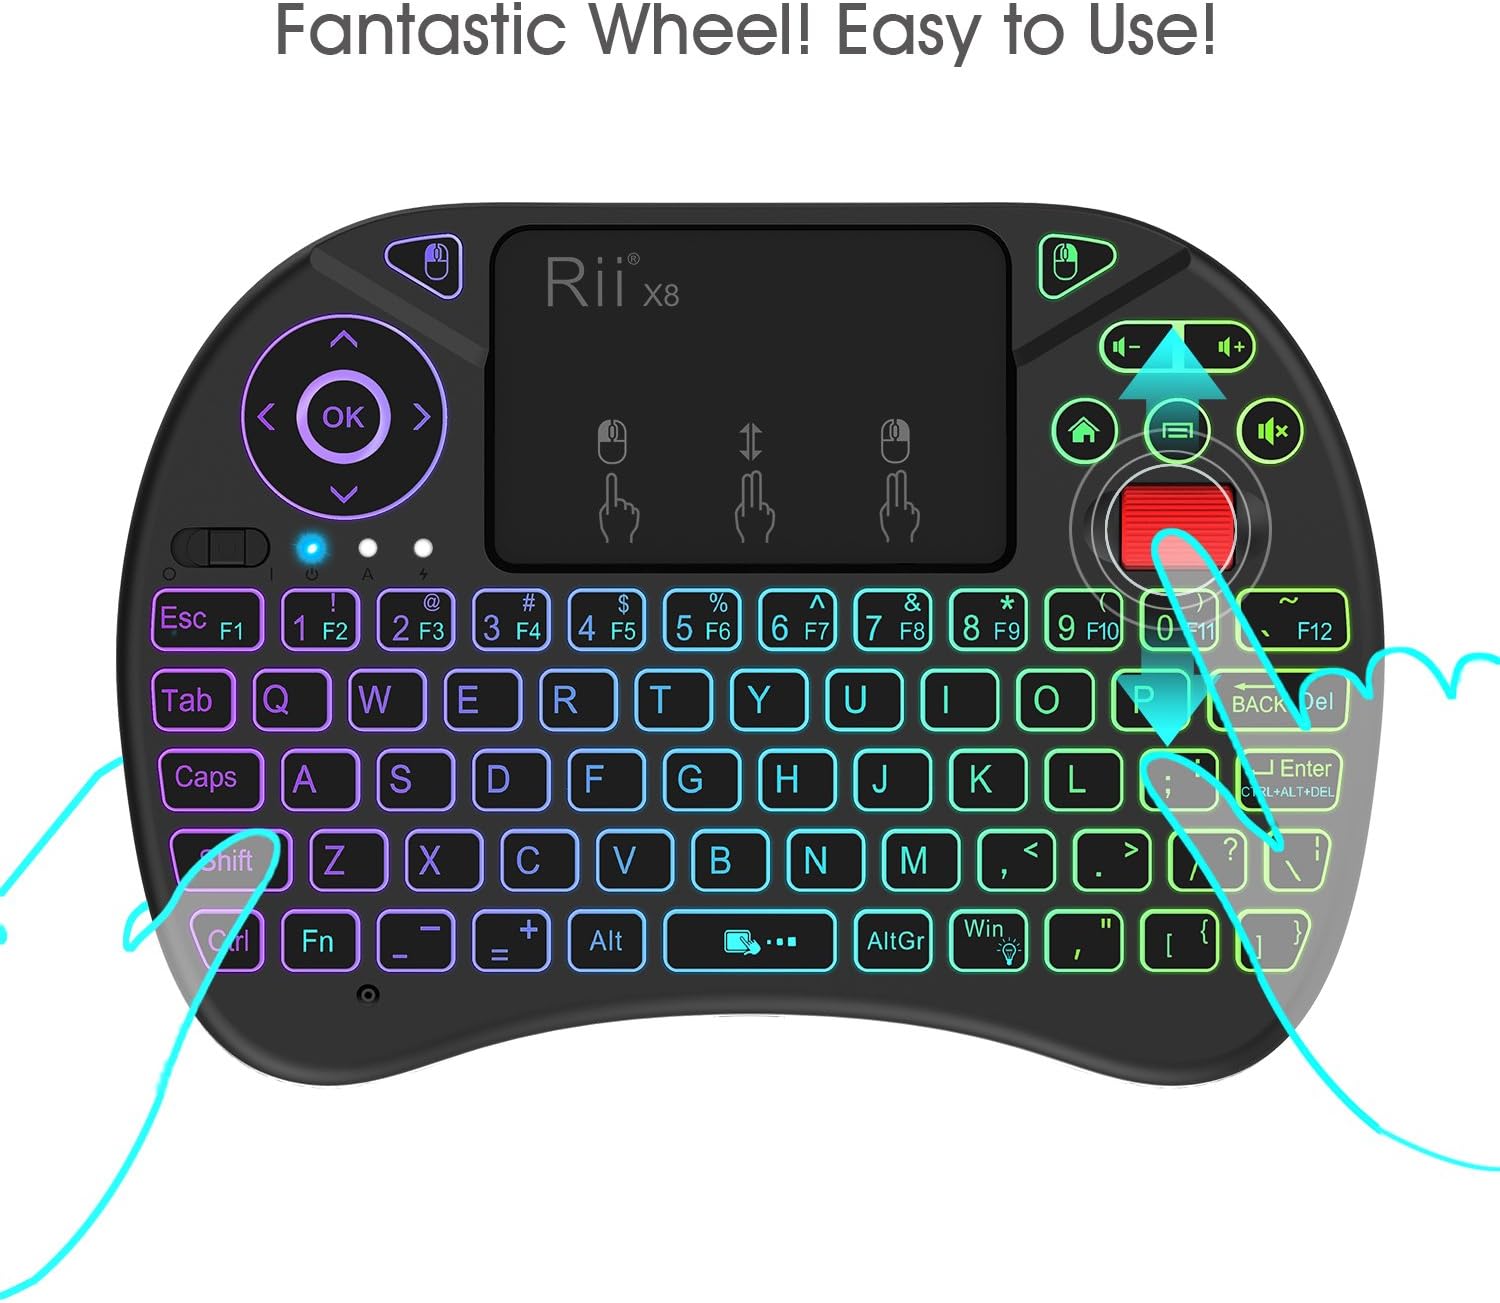 Fantastic Wheel! Easy to Use!
Rii® X8
OK
- +
O I A
Esc F1 1 ! F2 2 @ F3 3 # F4 4 $ F5 5 % F6 6 ^ F7 7 & F8 8 * F9 9 ( F10 0 ) F11 ~ ` F12
Tab Q W E R T Y U I O P BACK Del
Caps A S D F G H J K L ; ' Enter
CTRL+ALT+DEL
Shift Z X C V B N M , < . > / ? \ ¦
Ctrl Fn - _ = + Alt AltGr Win , " [ { ] }